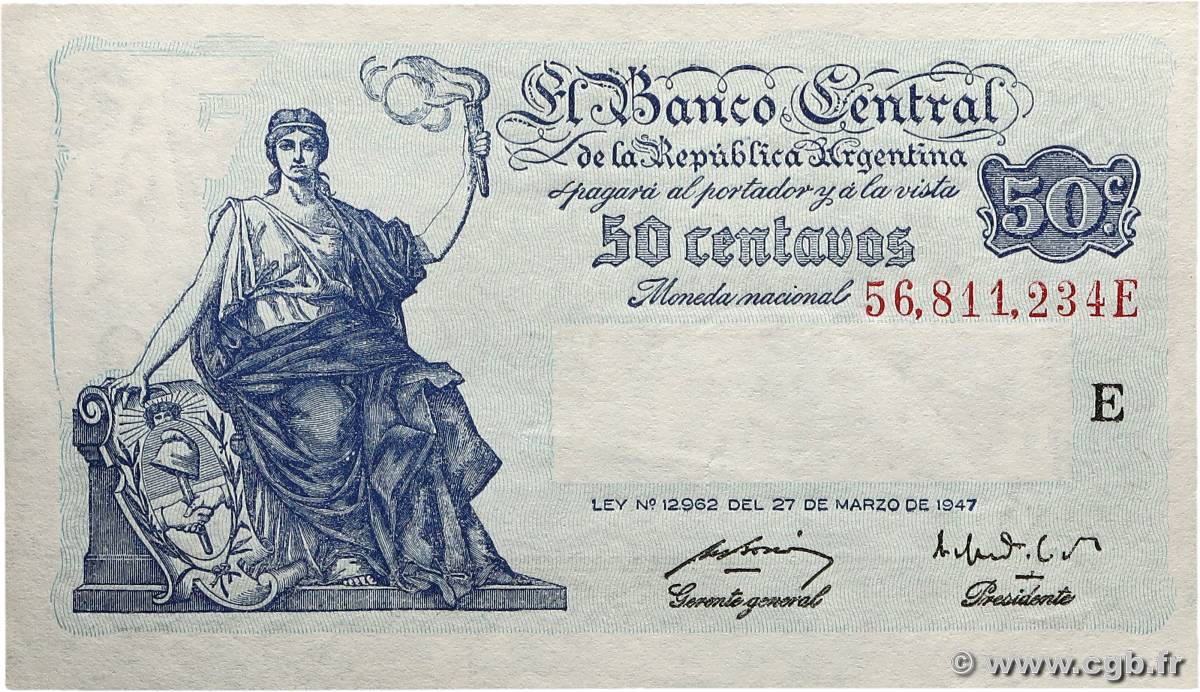 El Banco Central
de la República Argentina
pagará al portador y á la vista
50 centavos
50c.
Moneda nacional
56,811,234E
E
LEY Nº 12962 DEL 27 DE MARZO DE 1947
Gerente general
Presidente
© www.cgb.fr